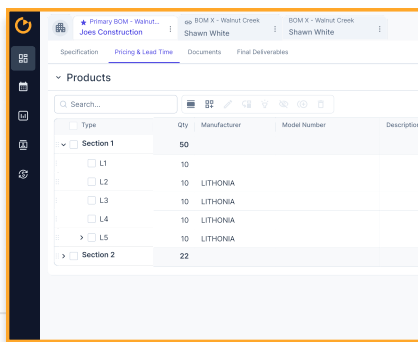 Primary BOM - Walnut...
Joes Construction
BOM X - Walnut Creek
Shawn White
BOM X - Walnut Creek
Shawn White
Specification Pricing & Lead Time Documents Final Deliverables
Products
Search...
Type Qty Manufacturer Model Number Description
Section 1 50
L1 10
L2 10 LITHONIA
L3 10 LITHONIA
L4 10 LITHONIA
L5 10 LITHONIA
Section 2 22